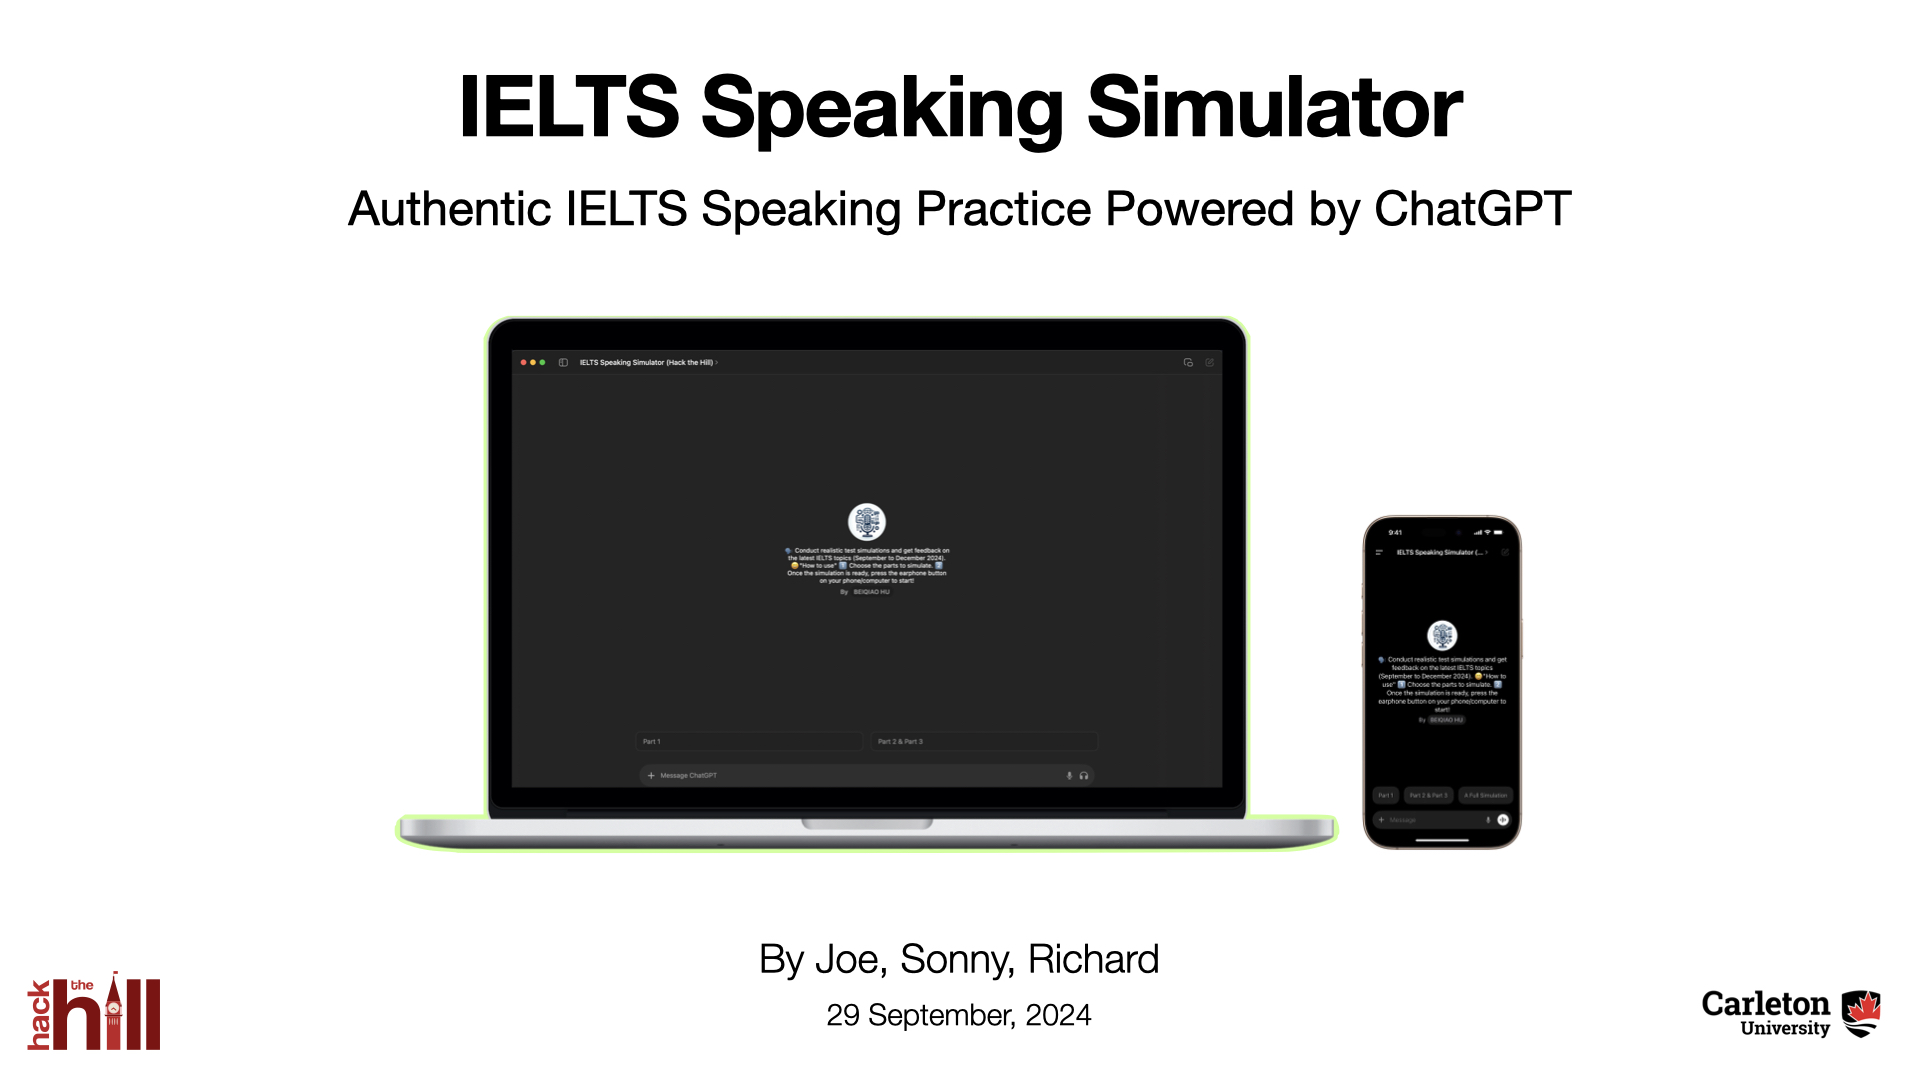 IELTS Speaking Simulator
Authentic IELTS Speaking Practice Powered by ChatGPT
IELTS Speaking Simulator (Hack the Hill) >
🗣️ Conduct realistic test simulations and get feedback on
the latest IELTS topics (September to December 2024).
😀"How to use" 1️⃣ Choose the parts to simulate. 2️⃣
Once the simulation is ready, press the earphone button
on your phone/computer to start!
By BEIQIAO HU
Part 1
Part 2 & Part 3
+ Message ChatGPT
9:41
IELTS Speaking Simulator (... >
🗣️ Conduct realistic test simulations and get
feedback on the latest IELTS topics
(September to December 2024). 😀"How to
use" 1️⃣ Choose the parts to simulate. 2️⃣
Once the simulation is ready, press the
earphone button on your phone/computer to
start!
By BEIQIAO HU
Part 1
Part 2 & Part 3
A Full Simulation
+ Message
By Joe, Sonny, Richard
29 September, 2024
hack
the
hill
Carleton
University